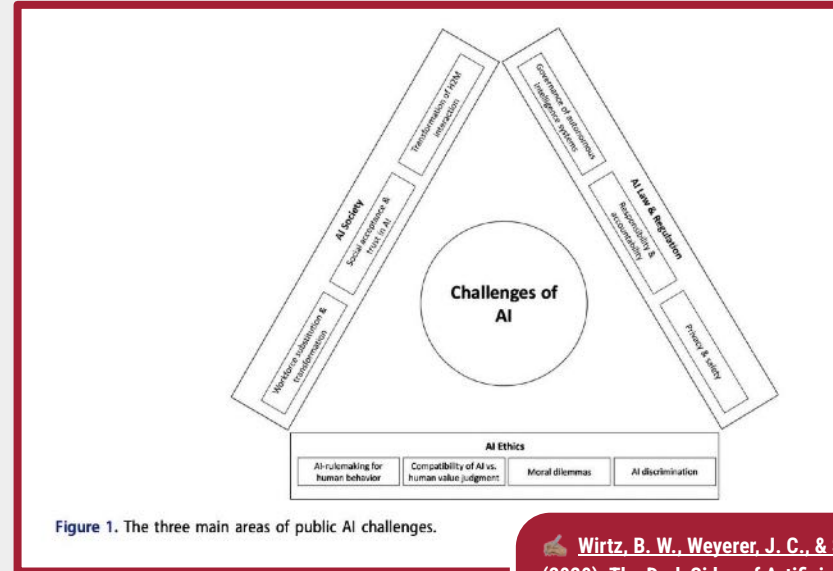 Transformation of H2M
interaction
AI Society
Social acceptance &
trust in AI
Workforce substitution &
transformation
Governance of autonomous
intelligence systems
AI Law & Regulation
Responsibility &
accountability
Privacy & safety
Challenges of
AI
AI Ethics
AI-rulemaking for
human behavior
Compatibility of AI vs.
human value judgment
Moral dilemmas
AI discrimination
Figure 1. The three main areas of public AI challenges.
Wirtz, B. W., Weyerer, J. C., &